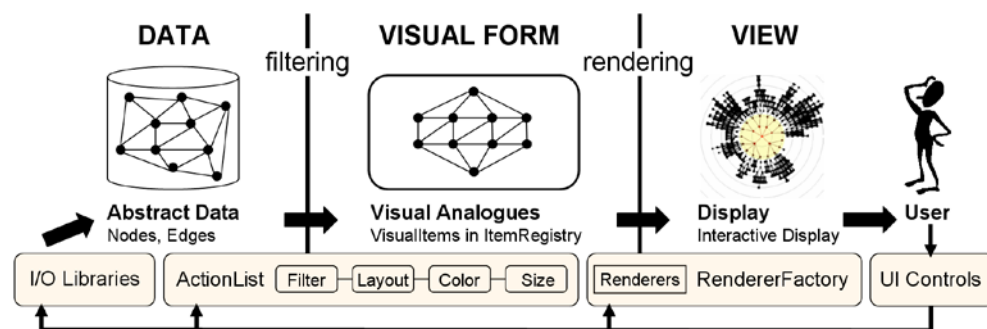 DATA
VISUAL FORM
VIEW
filtering
rendering
Abstract Data
Nodes, Edges
Visual Analogues
VisualItems in ItemRegistry
Display
Interactive Display
User
I/O Libraries
ActionList
Filter
Layout
Color
Size
Renderers
RendererFactory
UI Controls